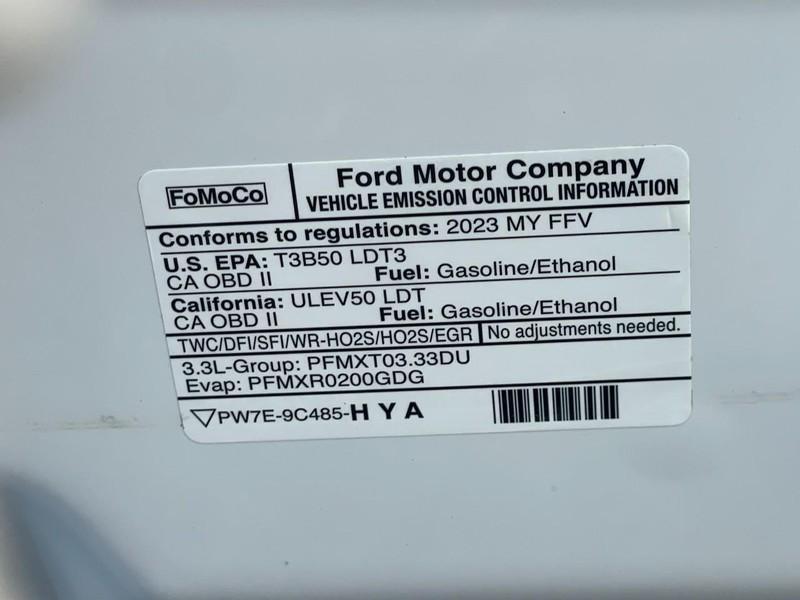 FoMoCo
Ford Motor Company
VEHICLE EMISSION CONTROL INFORMATION
Conforms to regulations: 2023 MY FFV
U.S. EPA: T3B50 LDT3
CA OBD II Fuel: Gasoline/Ethanol
California: ULEV50 LDT
CA OBD II Fuel: Gasoline/Ethanol
TWC/DFI/SFI/WR-HO2S/HO2S/EGR No adjustments needed.
3.3L-Group: PFMXT03.33DU
Evap: PFMXR0200GDG
PW7E-9C485-HYA